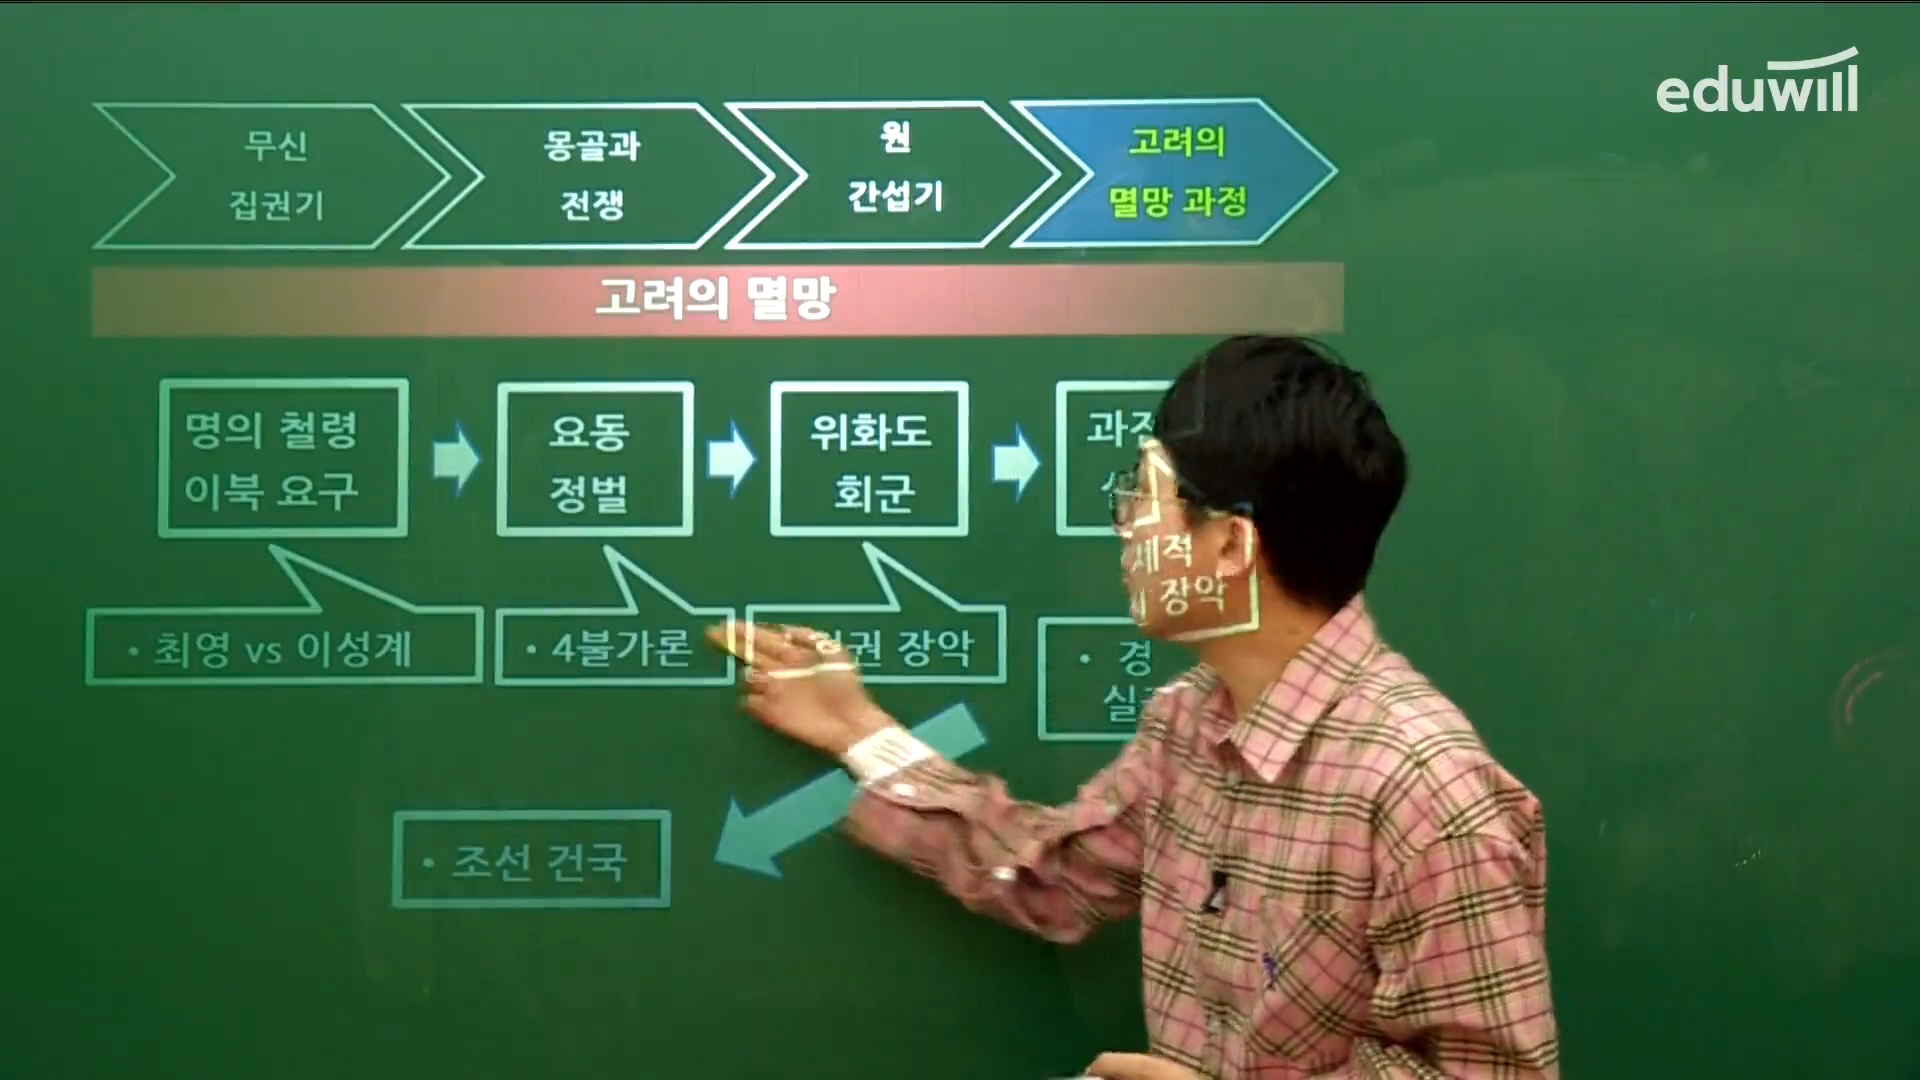 eduwill
무신
집권기
몽골과
전쟁
원
간섭기
고려의
멸망 과정
고려의 멸망
명의 철령
이북 요구
요동
정벌
위화도
회군
• 최영 vs 이성계
• 4불가론
장악
• 경
장악
• 조선 건국